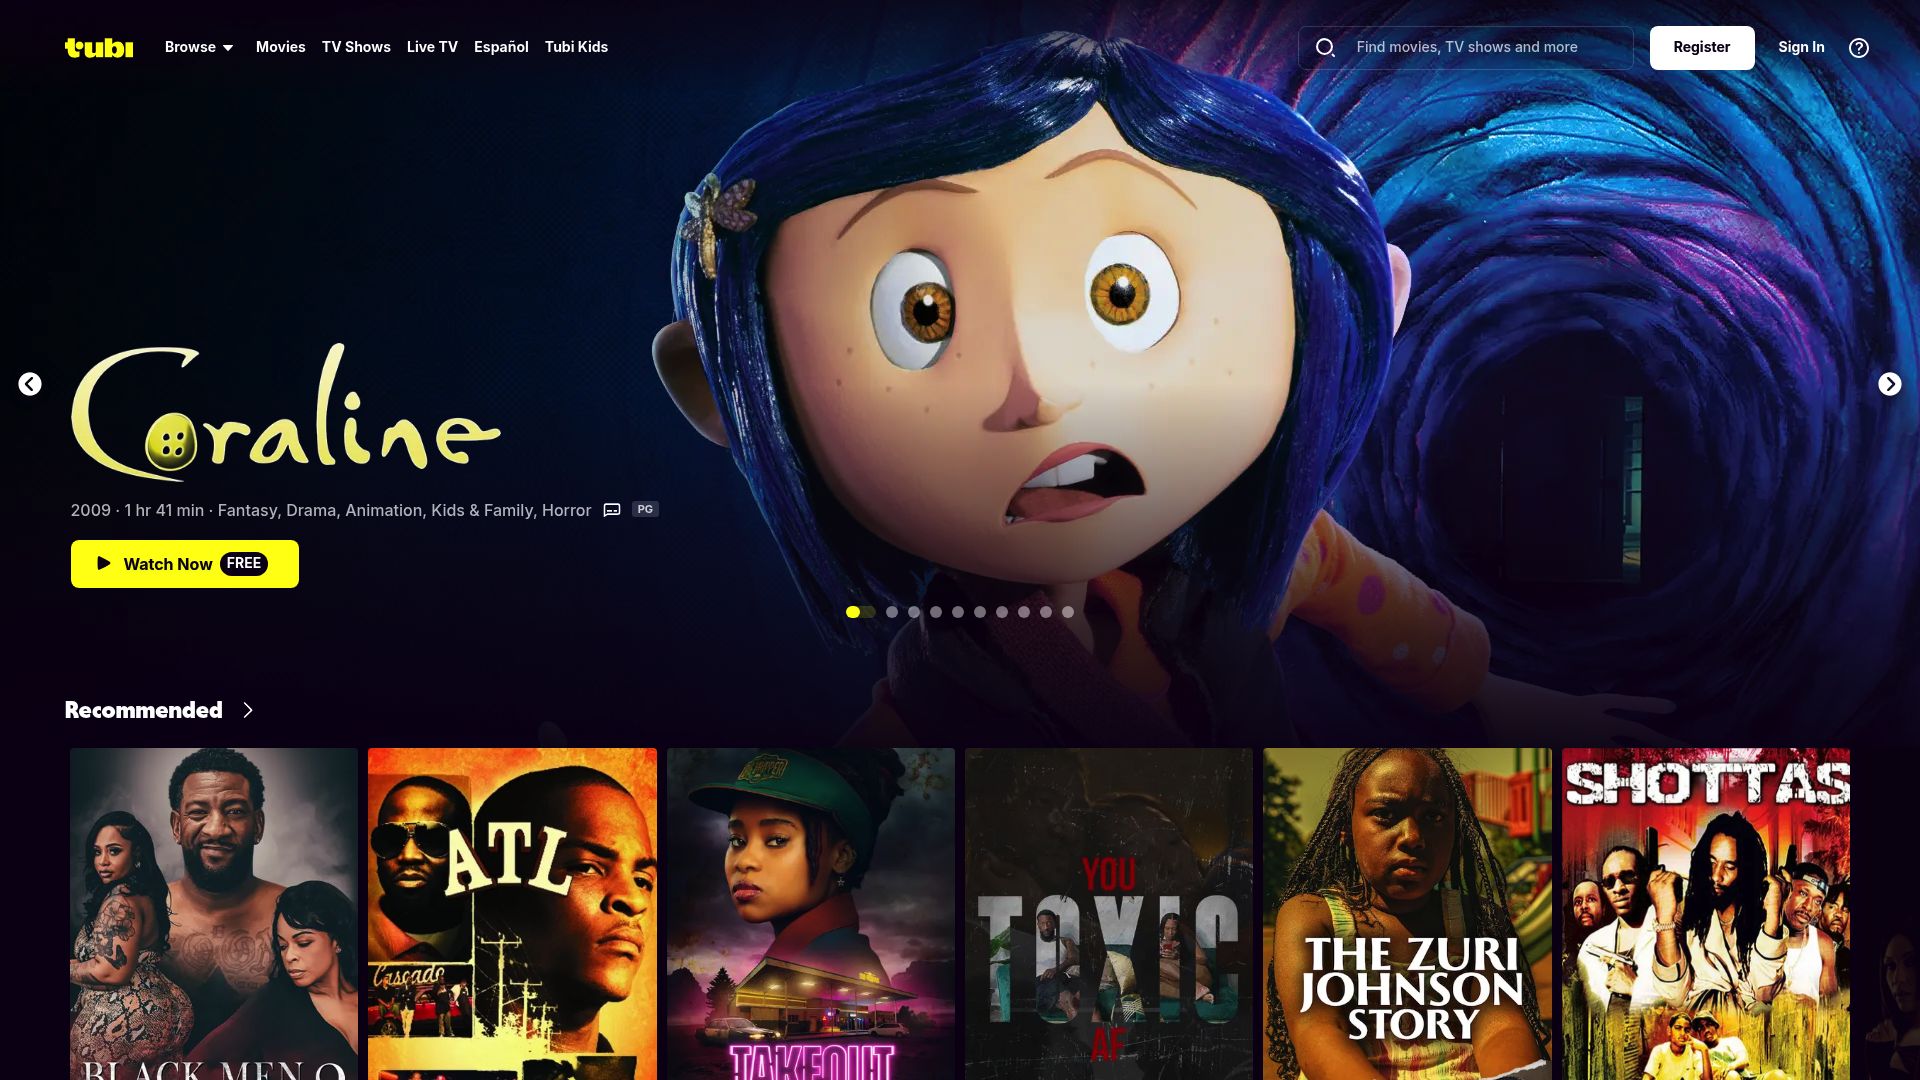 tubi
Browse
Movies
TV Shows
Live TV
Español
Tubi Kids
Find movies, TV shows and more
Register
Sign In
Coraline
2009 · 1 hr 41 min · Fantasy, Drama, Animation, Kids & Family, Horror
PG
Watch Now FREE
Recommended
BLACK MEN
ATL
Cascade
TAKEOUT
YOU
TOXIC
AF
THE ZURI
JOHNSON
STORY
SHOTTAS